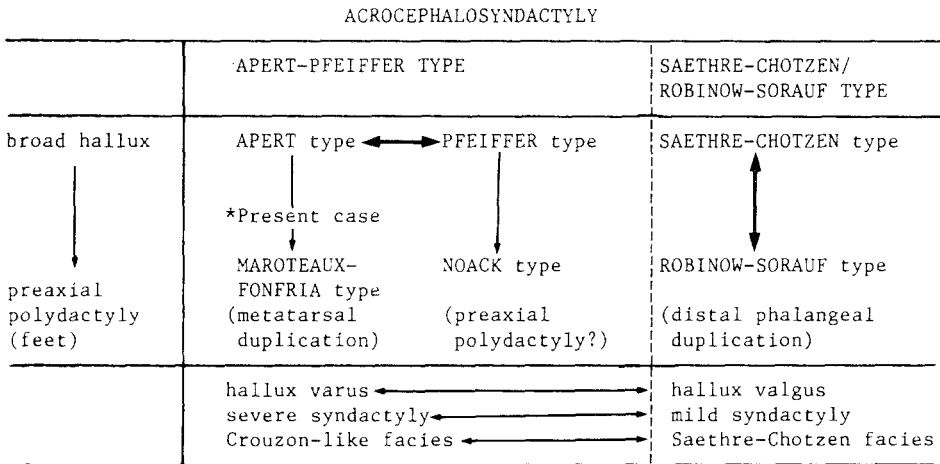 ACROCEPHALOSYNDACTYLY
APERT-PFEIFFER TYPE SAETHRE-CHOTZEN/
ROBINOW-SORAUF TYPE
broad hallux APERT type PFEIFFER type SAETHRE-CHOTZEN type
*Present case
MAROTEAUX- NOACK type ROBINOW-SORAUF type
preaxial FONFRIA type
polydactyly (metatarsal (preaxial (distal phalangeal
(feet) duplication) polydactyly?) duplication)
hallux varus hallux valgus
severe syndactyly mild syndactyly
Crouzon-like facies Saethre-Chotzen facies